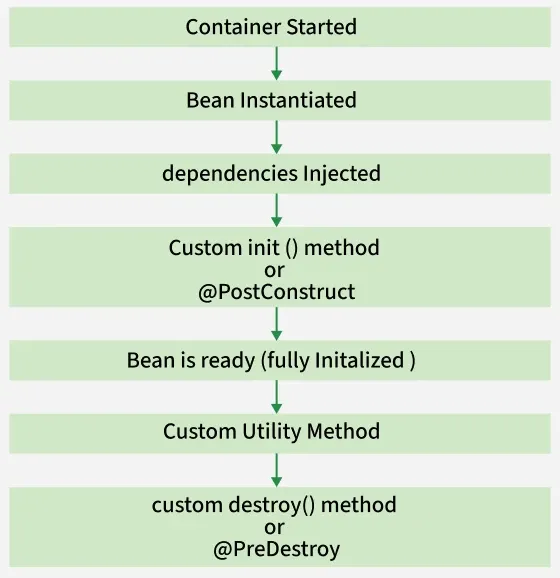 Container Started
Bean Instantiated
dependencies Injected
Custom init () method
or
@PostConstruct
Bean is ready (fully Initalized )
Custom Utility Method
custom destroy() method
or
@PreDestroy